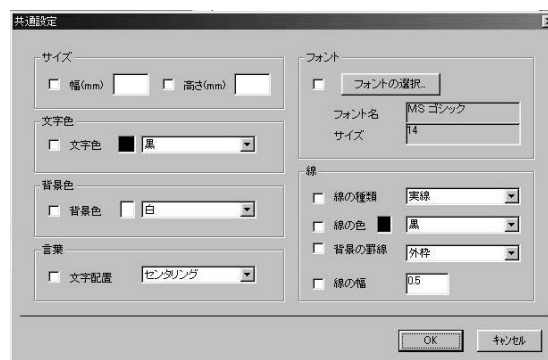 共通設定
サイズ
幅(mm) 高さ(mm)
文字色
文字色 黒
背景色
背景色 白
言葉
文字配置 センタリング
フォント
フォントの選択...
フォント名 MS ゴシック
サイズ 14
線
線の種類 実線
線の色 黒
背景の罫線 外枠
線の幅 0.5
OK キャンセル